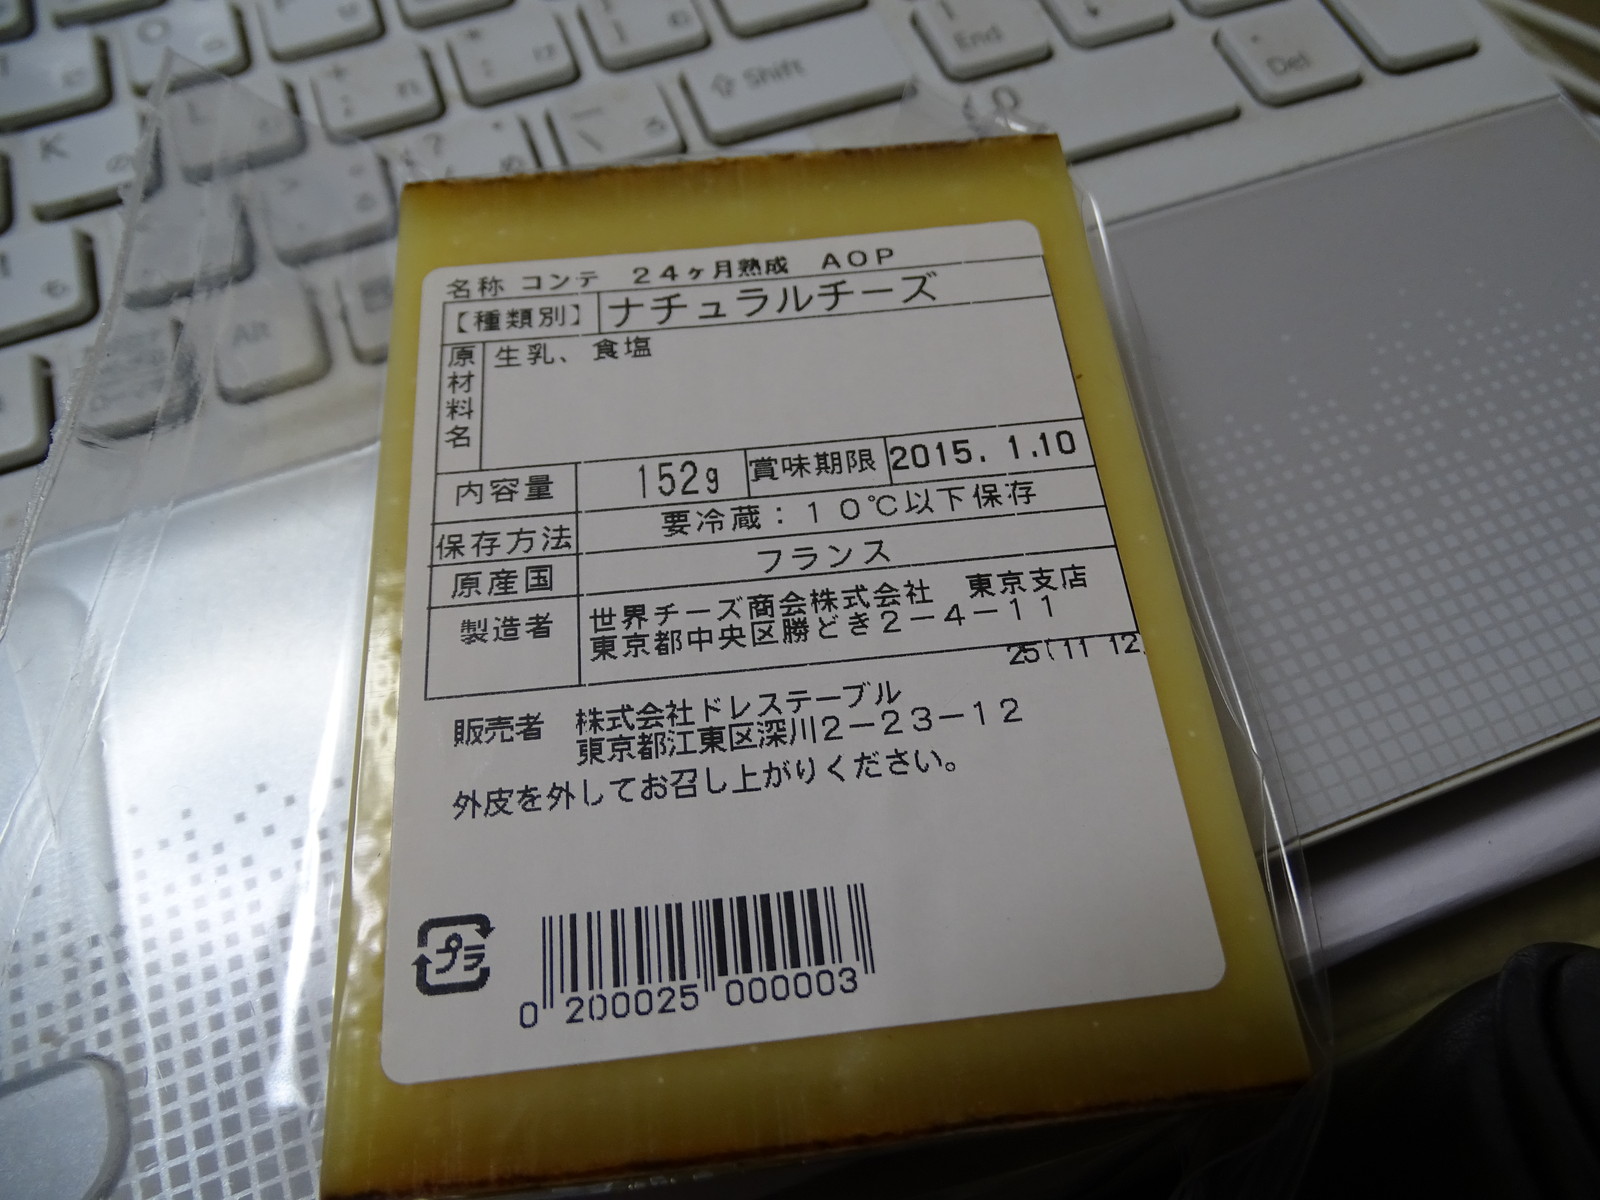 End
Shift
Del
L
K
Alt
名称 コンテ 24ヶ月熟成 AOP
【種類別】 ナチュラルチーズ
原材料名 生乳、食塩
内容量 152g 賞味期限 2015. 1.10
保存方法 要冷蔵:10℃以下保存
原産国 フランス
製造者 世界チーズ商会株式会社 東京支店
東京都中央区勝どき2-4-11
販売者 株式会社ドレステーブル
東京都江東区深川2-23-12
外皮を外してお召し上がりください。
プラ
0 200025 000003